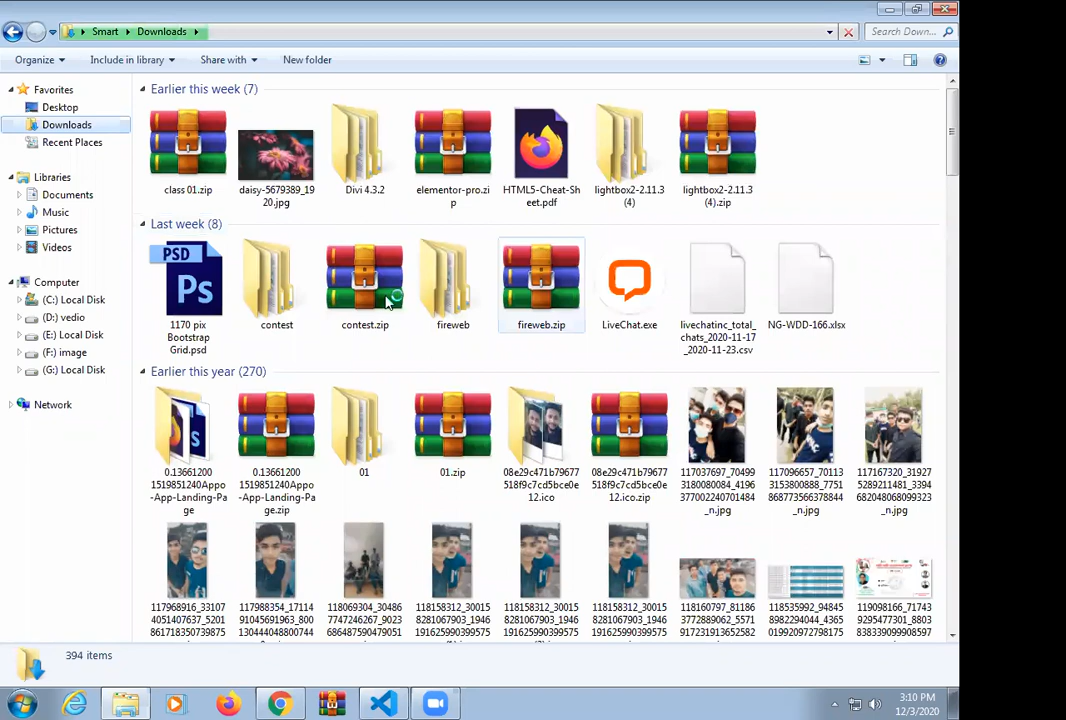 Smart ▸ Downloads ▸
Search Down...
Organize
Include in library
Share with
New folder
Favorites
Desktop
Downloads
Recent Places
Libraries
Documents
Music
Pictures
Videos
Computer
(C:) Local Disk
(D:) vedio
(E:) Local Disk
(F:) image
(G:) Local Disk
Network
Earlier this week (7)
class 01.zip
daisy-5679389_19
20.jpg
Divi 4.3.2
elementor-pro.zi
p
HTML5-Cheat-Sh
eet.pdf
lightbox2-2.11.3
(4)
lightbox2-2.11.3
(4).zip
Last week (8)
PSD
Ps
1170 pix
Bootstrap
Grid.psd
contest
contest.zip
fireweb
fireweb.zip
LiveChat.exe
livechatinc_total
_chats_2020-11-17
_2020-11-23.csv
NG-WDD-166.xlsx
Earlier this year (270)
0.13661200
1519851240Appo
-App-Landing-Pa
ge
0.13661200
1519851240Appo
-App-Landing-Pa
ge.zip
01
01.zip
08e29c471b79677
518f9c7cd5bce0e
12.ico
08e29c471b79677
518f9c7cd5bce0e
12.ico.zip
117037697_70499
3180080084_4196
377002240701484
_n.jpg
117096657_70113
3153800888_7751
868773566378844
_n.jpg
117167320_31927
5289211481_3394
682048068099323
_n.jpg
117968916_33107
4051407637_5201
861718350739875
117988354_17114
91045691963_800
130444048800744
118069304_30486
7747246267_9023
686487590479051
118158312_30015
1281067903_1946
191625990399575
118158312_30015
1281067903_1946
191625990399575
118158312_30015
1281067903_1946
191625990399575
118160797_81186
3772889062_5571
917231913652582
118535992_94845
8982294044_4365
019920972798175
119098166_71743
9295477301_8803
838339099908597
394 items
3:10 PM
12/3/2020